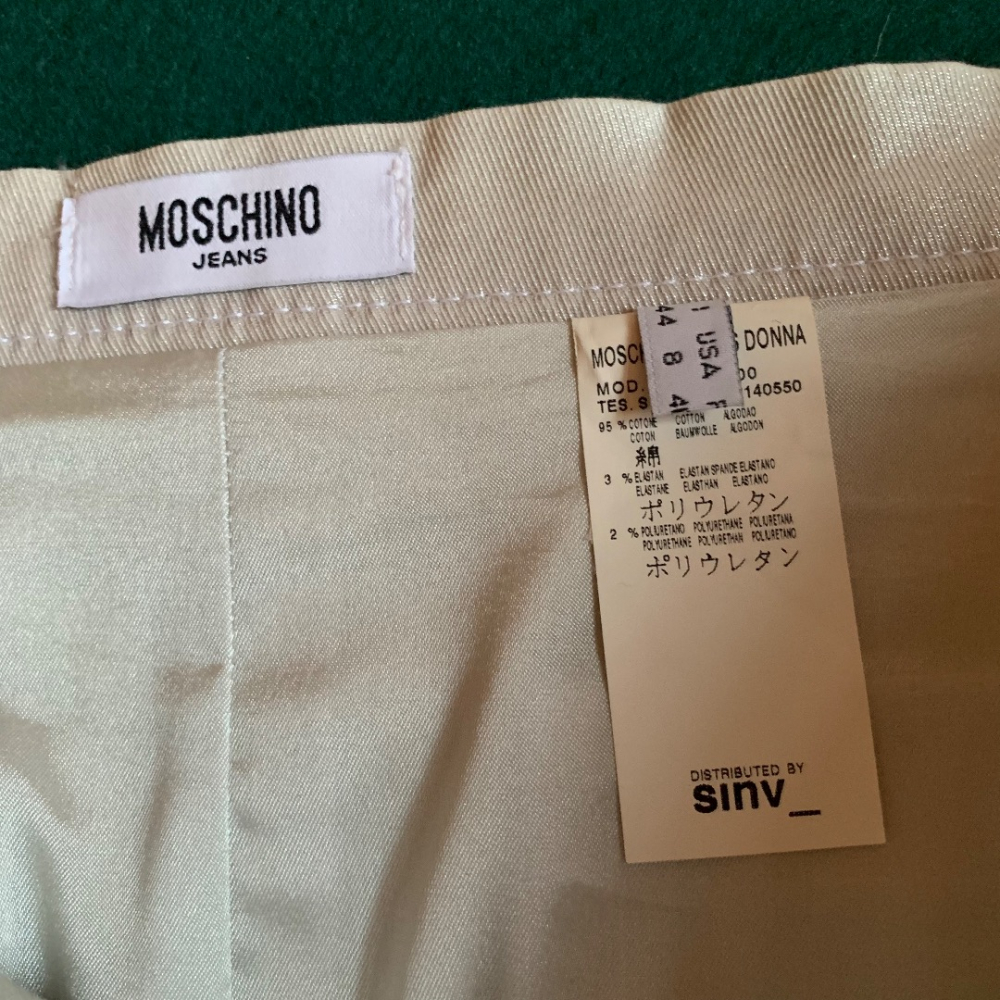 MOSCHINO
JEANS
44 8
USA
DONNA
MOD.
TES. 140550
95 % COTONE COTTON ALGODAO
COTON BAUMWOLLE ALGODON
綿
3 % ELASTAN ELASTAN SPANDE ELASTANO
ELASTANE ELASTHAN ELASTANO
ポリウレタン
2 % POLIURETANO POLYURETHANE POLIURETANA
POLYURETHANE POLYURETHAN POLIURETANO
ポリウレタン
DISTRIBUTED BY
sinv_